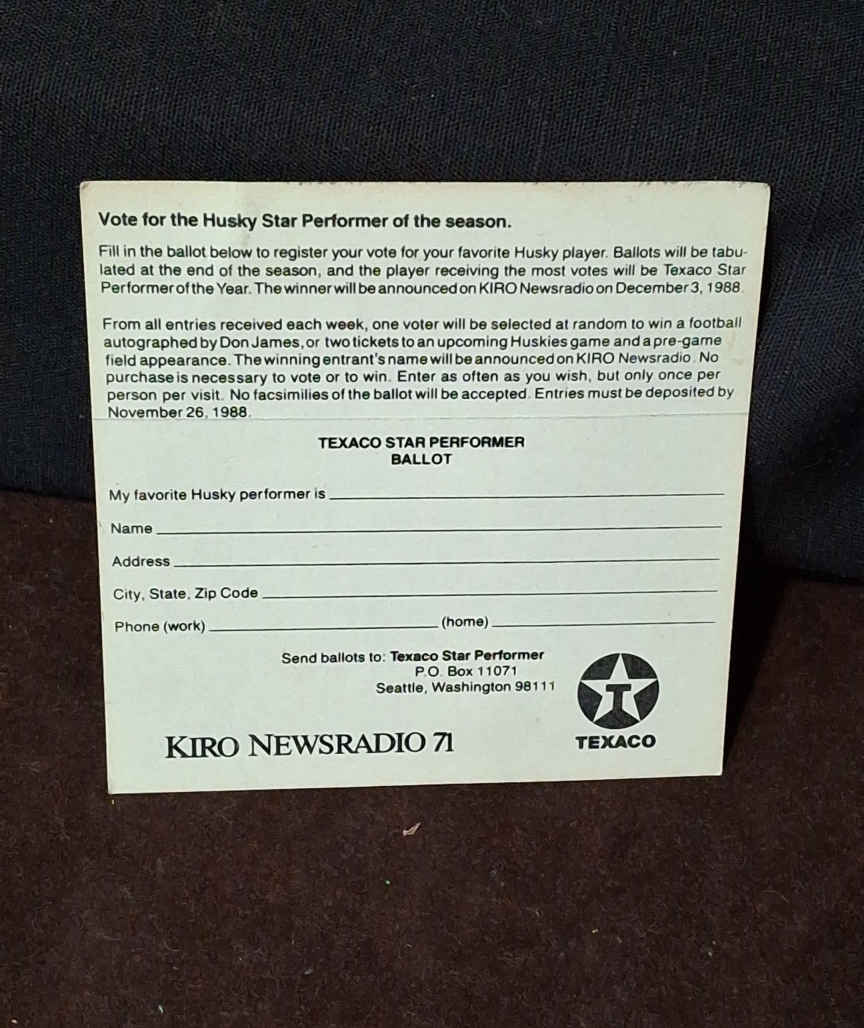 Vote for the Husky Star Performer of the season.
Fill in the ballot below to register your vote for your favorite Husky player. Ballots will be tabu-
lated at the end of the season, and the player receiving the most votes will be Texaco Star
Performer of the Year. The winner will be announced on KIRO Newsradio on December 3, 1988.
From all entries received each week, one voter will be selected at random to win a football
autographed by Don James, or two tickets to an upcoming Huskies game and a pre-game
field appearance. The winning entrant's name will be announced on KIRO Newsradio. No
purchase is necessary to vote or to win. Enter as often as you wish, but only once per
person per visit. No facsimilies of the ballot will be accepted. Entries must be deposited by
November 26, 1988.
TEXACO STAR PERFORMER
BALLOT
My favorite Husky performer is
Name
Address
City, State, Zip Code
Phone (work) (home)
Send ballots to: Texaco Star Performer
P.O. Box 11071
Seattle, Washington 98111
T
TEXACO
KIRO NEWSRADIO 71